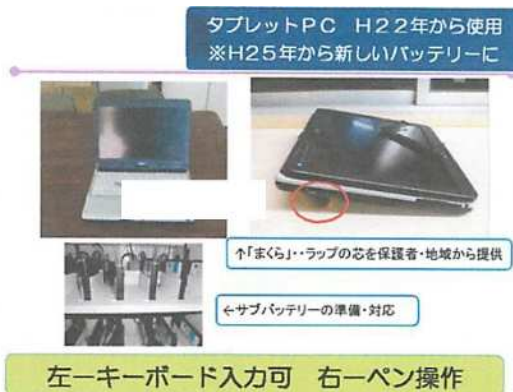 タブレットPC H22年から使用
※H25年から新しいバッテリーに
↑「まくら」・・ラップの芯を保護者・地域から提供
←サブバッテリーの準備・対応
左ーキーボード入力可 右ーペン操作